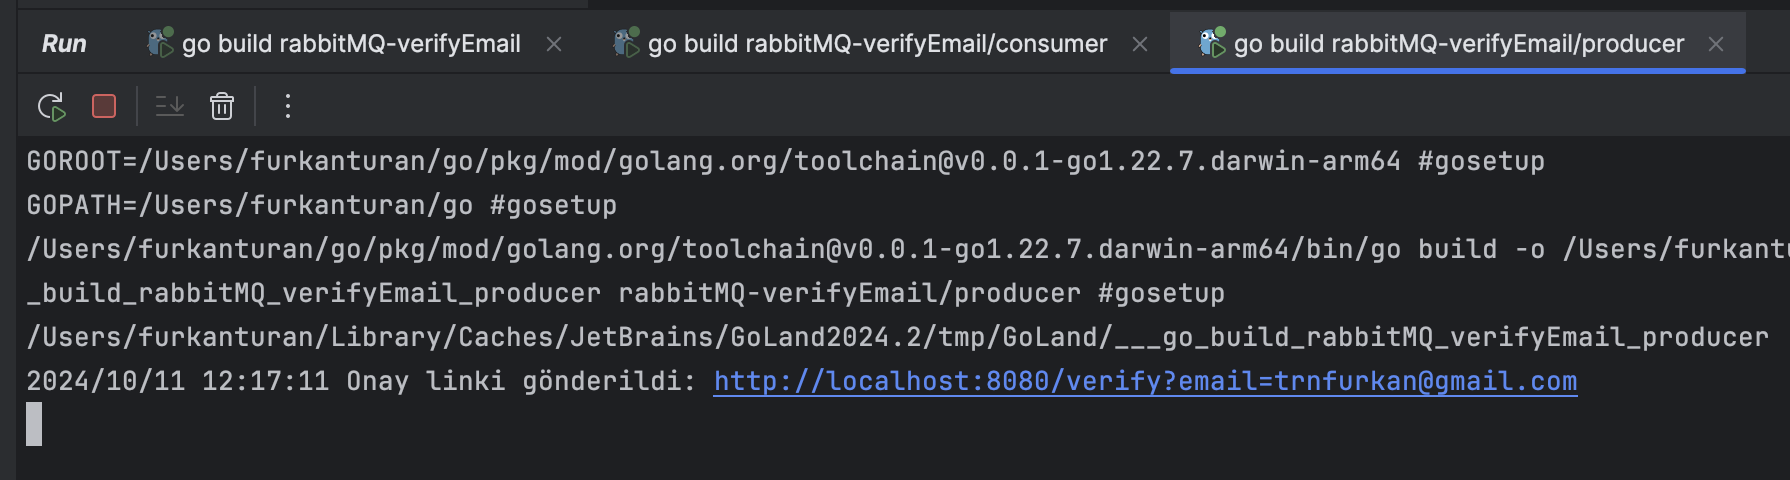 Run go build rabbitMQ-verifyEmail go build rabbitMQ-verifyEmail/consumer go build rabbitMQ-verifyEmail/producer
GOROOT=/Users/furkanturan/go/pkg/mod/golang.org/toolchain@v0.0.1-go1.22.7.darwin-arm64 #gosetup
GOPATH=/Users/furkanturan/go #gosetup
/Users/furkanturan/go/pkg/mod/golang.org/toolchain@v0.0.1-go1.22.7.darwin-arm64/bin/go build -o /Users/furkant
_build_rabbitMQ_verifyEmail_producer rabbitMQ-verifyEmail/producer #gosetup
/Users/furkanturan/Library/Caches/JetBrains/GoLand2024.2/tmp/GoLand/___go_build_rabbitMQ_verifyEmail_producer
2024/10/11 12:17:11 Onay linki gönderildi: http://localhost:8080/verify?email=trnfurkan@gmail.com